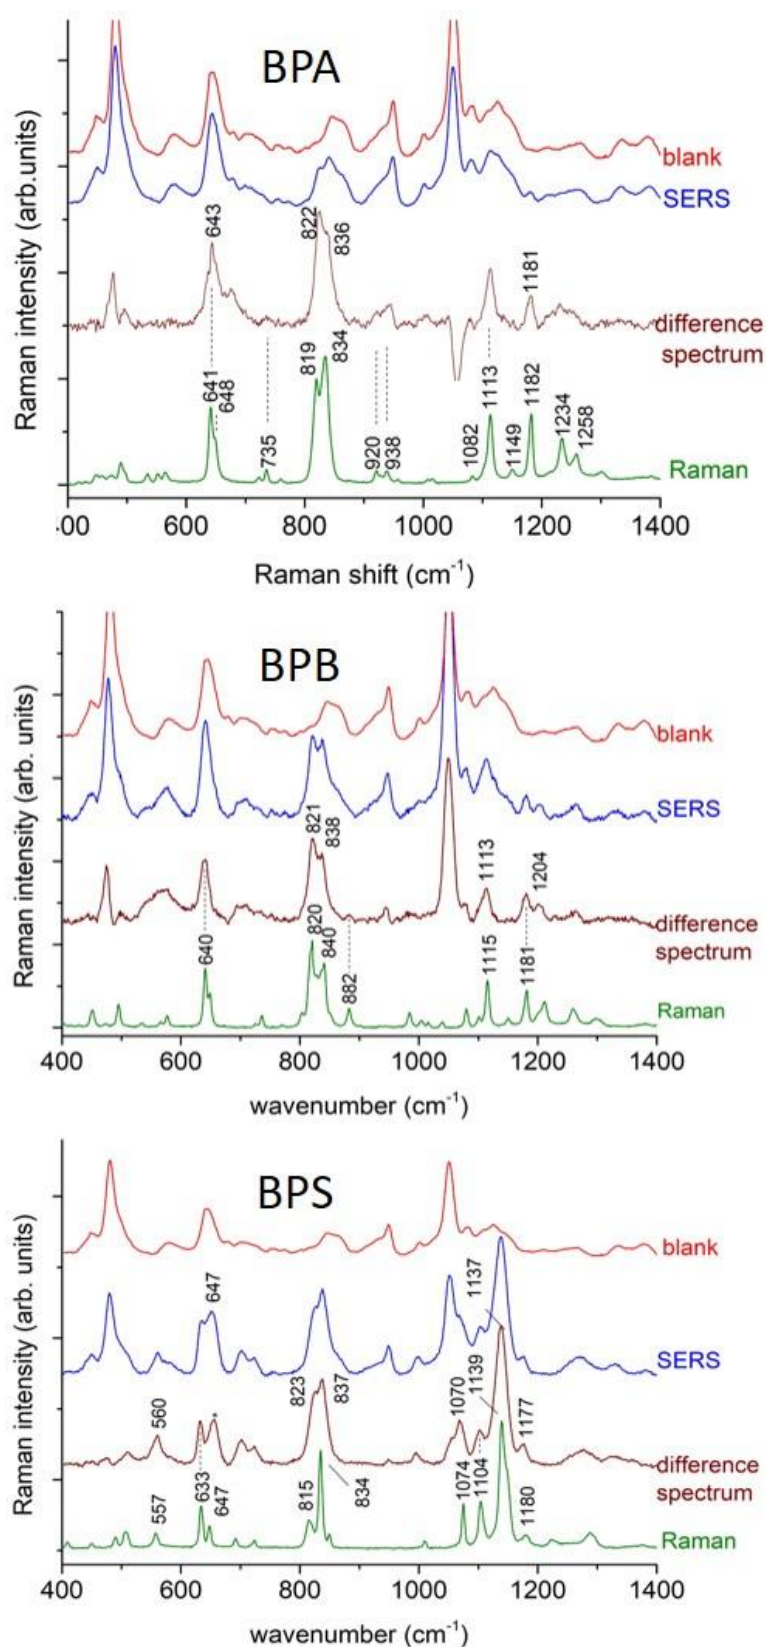 BPA
Raman intensity (arb.units)
blank
SERS
643
822
836
1181
difference
spectrum
641
648
735
819
834
920
938
1082
1113
1149
1182
1234
1258
Raman
00 600 800 1000 1200 1400
Raman shift (cm-1)
BPB
Raman intensity (arb. units)
blank
SERS
821
838
1113
1204
difference
spectrum
640
820
840
882
1115
1181
Raman
400 600 800 1000 1200 1400
wavenumber (cm-1)
BPS
Raman intensity (arb. units)
blank
647
1137
SERS
560
*
823
837
1070
1139
1177
difference
spectrum
557
633
647
815
834
1074
1104
1180
Raman
400 600 800 1000 1200 1400
wavenumber (cm-1)